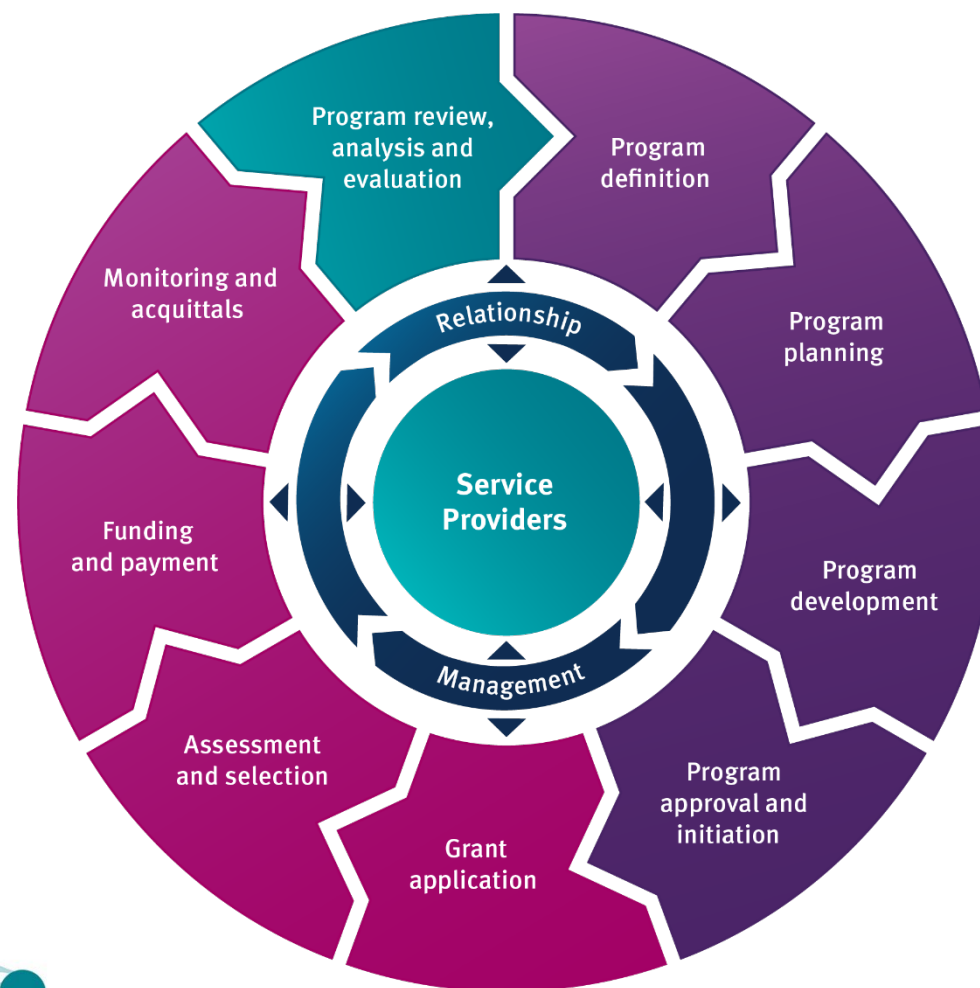 Program review,
analysis and
evaluation
Program
definition
Program
planning
Program
development
Program
approval and
initiation
Grant
application
Assessment
and selection
Funding
and payment
Monitoring and
acquittals
Relationship
Service
Providers
Management